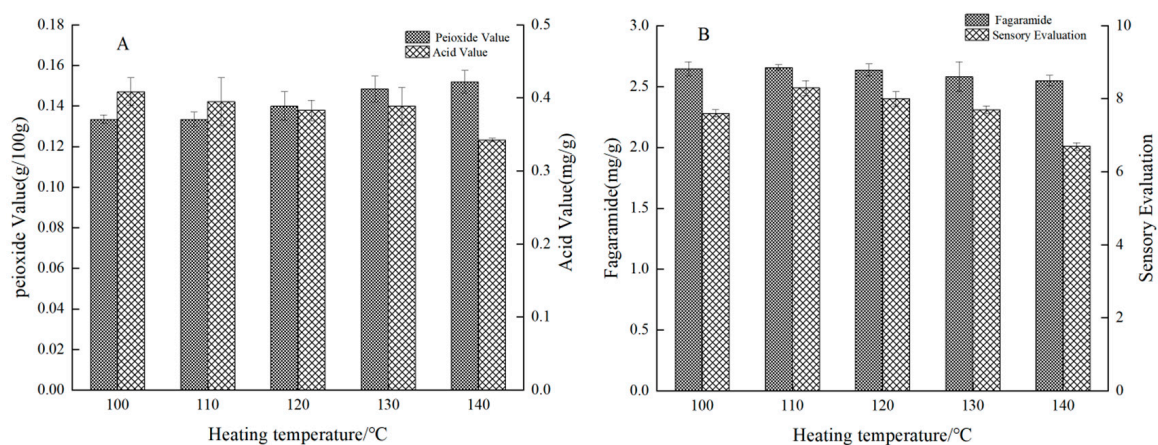 A
Peioxide Value
Acid Value
0.18
0.16
0.14
0.12
0.10
0.08
0.06
0.04
0.02
0.00
peioxide Value(g/100g)
0.5
0.4
0.3
0.2
0.1
0.0
Acid Value(mg/g)
100 110 120 130 140
Heating temperature/°C
B
Fagaramide
Sensory Evaluation
3.0
2.5
2.0
1.5
1.0
0.5
0.0
Fagaramide(mg/g)
10
8
6
4
2
0
Sensory Evaluation
100 110 120 130 140
Heating temperature/°C